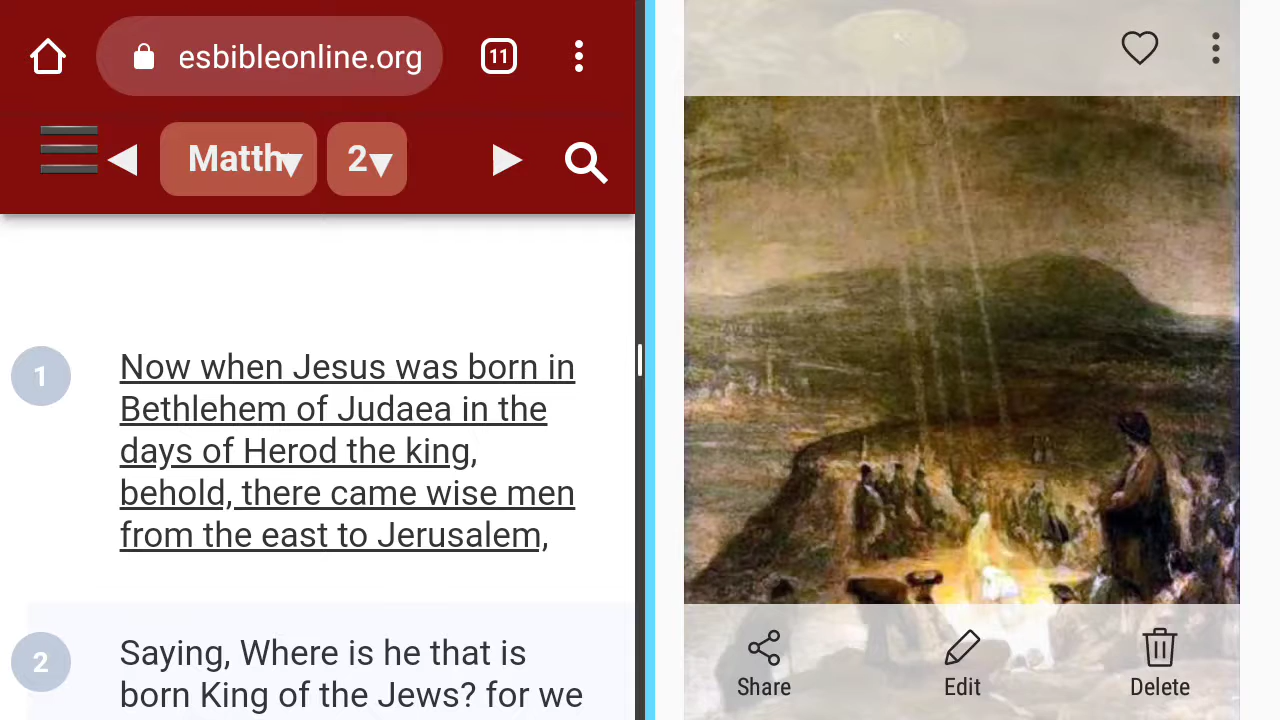 esbibleonline.org
11
Matth
2
1
Now when Jesus was born in
Bethlehem of Judaea in the
days of Herod the king,
behold, there came wise men
from the east to Jerusalem,
2
Saying, Where is he that is
born King of the Jews? for we
Share
Edit
Delete